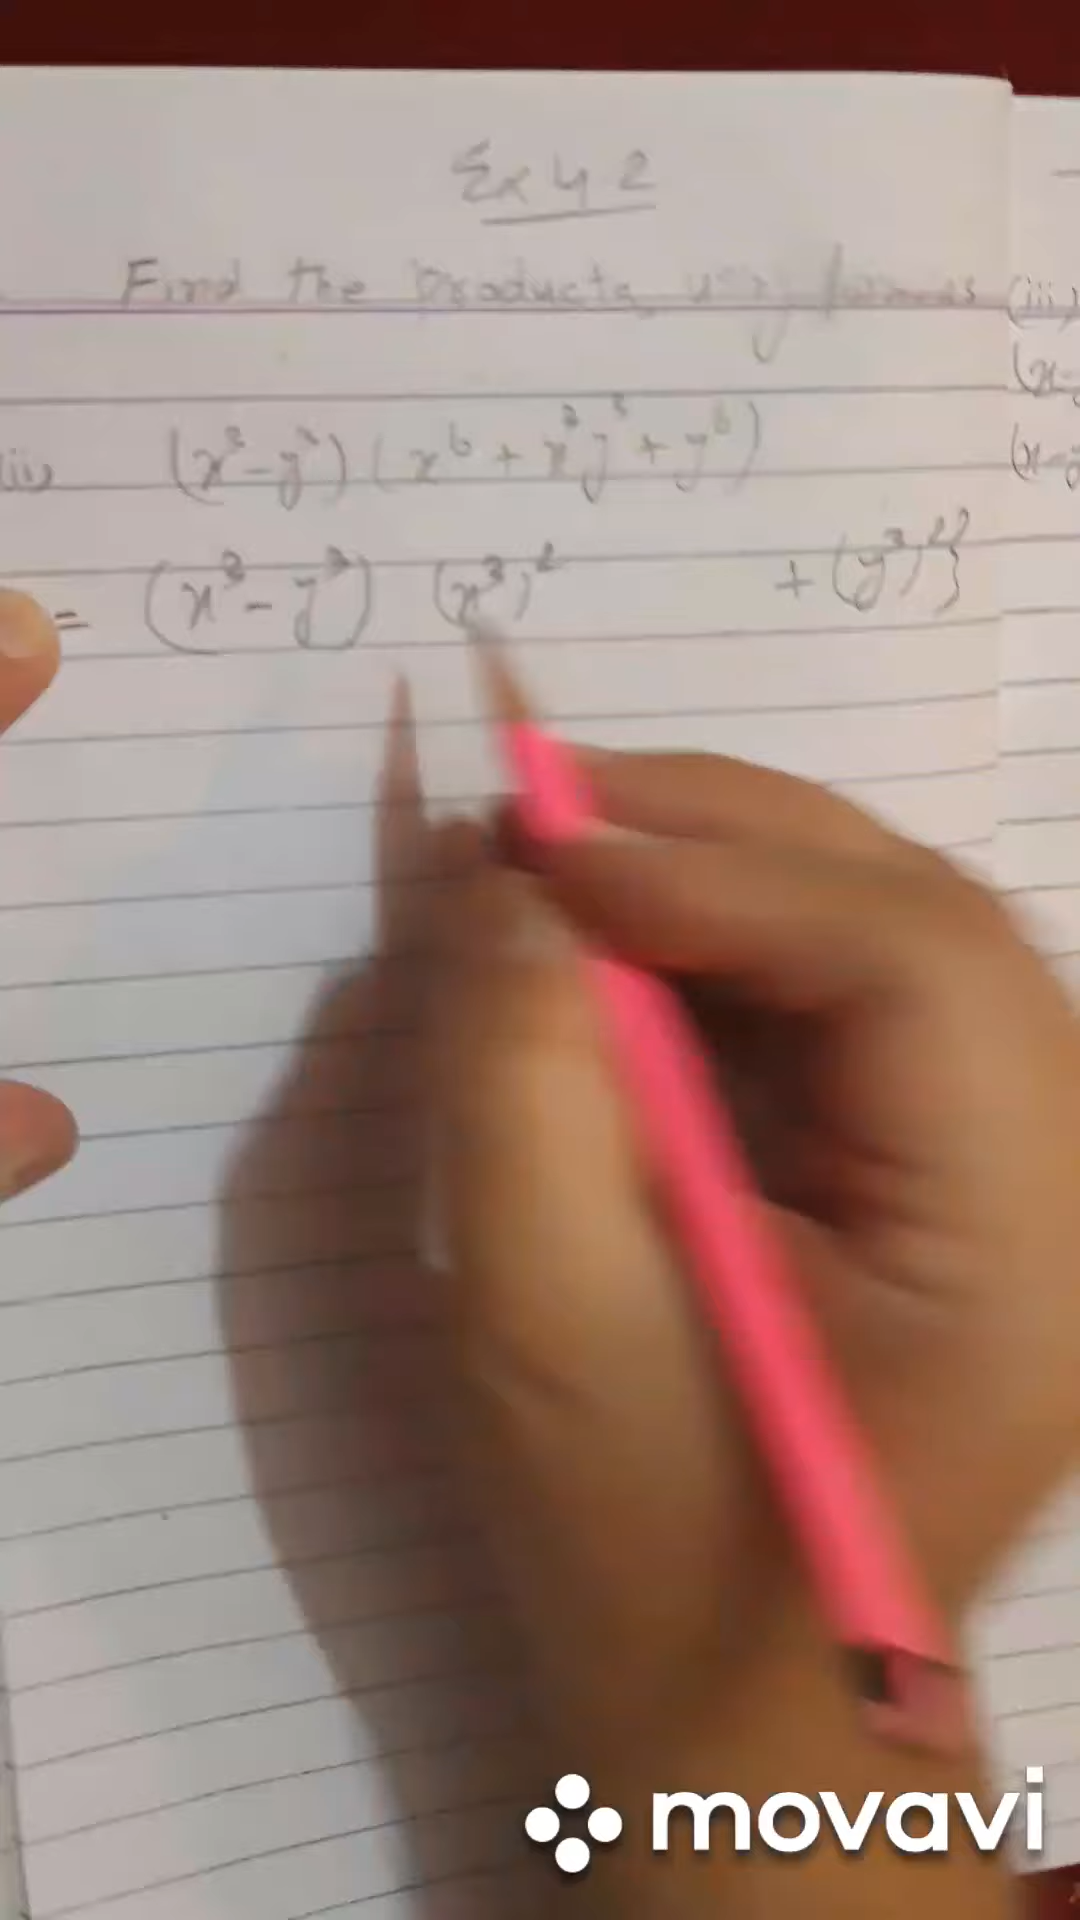 Ex 4 2
Find the Products using
(iii)
(x³-y³)(x⁶ + x³y³ + y⁶)
= (x³ - y³) (x³)² + (y³)²}
movavi